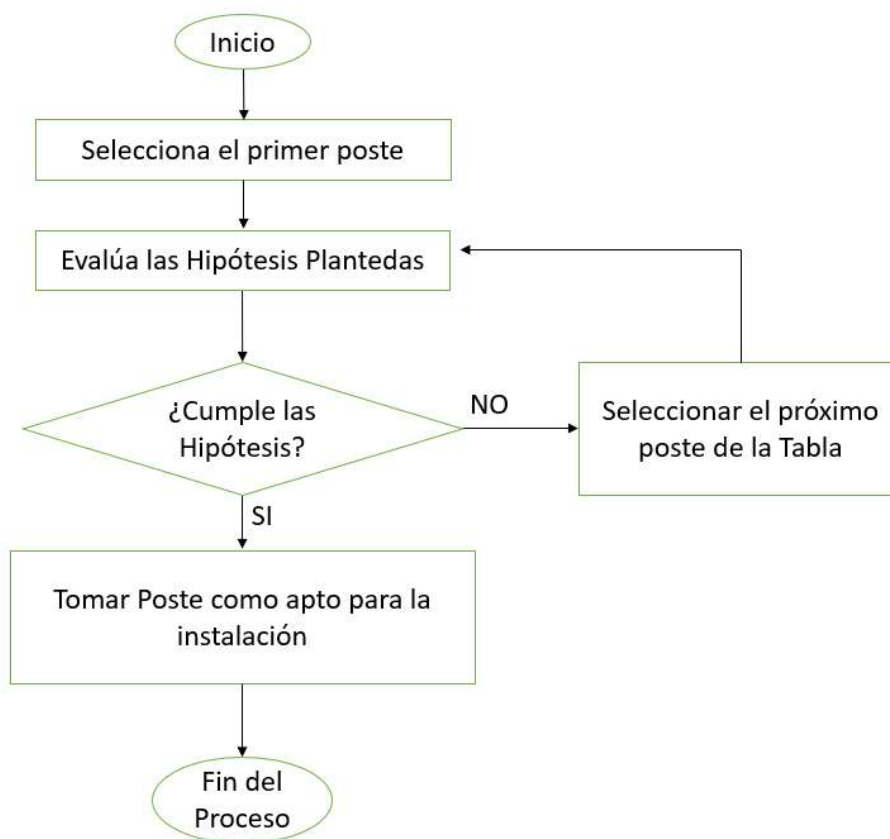 Inicio
Selecciona el primer poste
Evalúa las Hipótesis Plantedas
¿Cumple las
Hipótesis?
NO
Seleccionar el próximo
poste de la Tabla
SI
Tomar Poste como apto para la
instalación
Fin del
Proceso